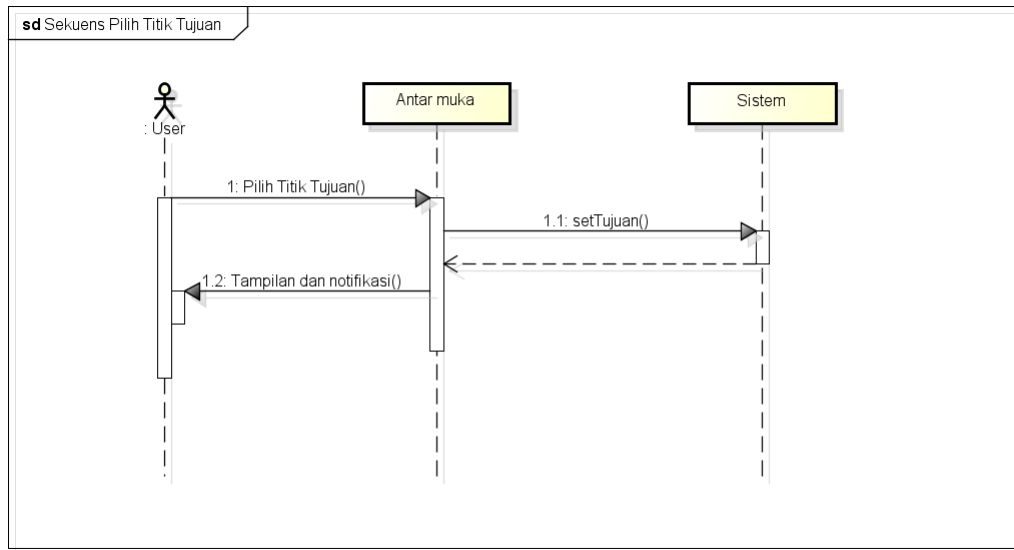 sd Sekuens Pilih Titik Tujuan
: User
Antar muka
Sistem
1: Pilih Titik Tujuan()
1.1: setTujuan()
1.2: Tampilan dan notifikasi()